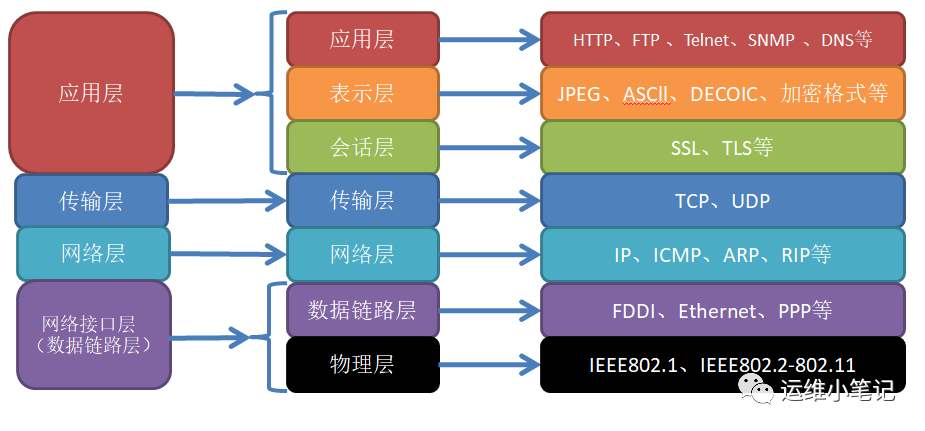 应用层
应用层
HTTP、FTP 、Telnet、SNMP 、DNS等
表示层
JPEG、ASCll、DECOIC、加密格式等
会话层
SSL、TLS等
传输层
传输层
TCP、UDP
网络层
网络层
IP、ICMP、ARP、RIP等
网络接口层
（数据链路层）
数据链路层
FDDI、Ethernet、PPP等
物理层
IEEE802.1、IEEE802.2-802.11
运维小笔记